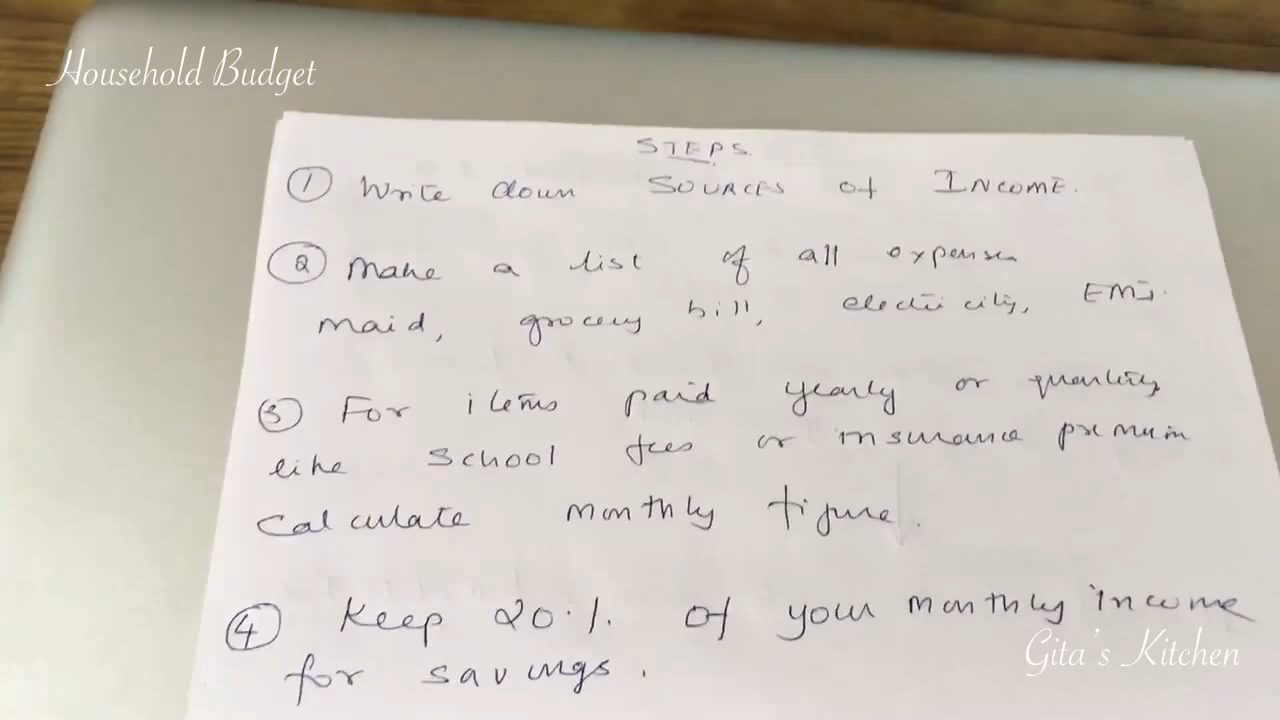 Household Budget
STEPS
① Write down SOURCES of INCOME.
② Make a list of all expenses
maid, grocery bill, electricity, EMI.
③ For items paid yearly or quarterly
like school fees or insurance premium
Calculate monthly figure.
④ Keep 20% of your monthly income
for savings.
Gita's Kitchen